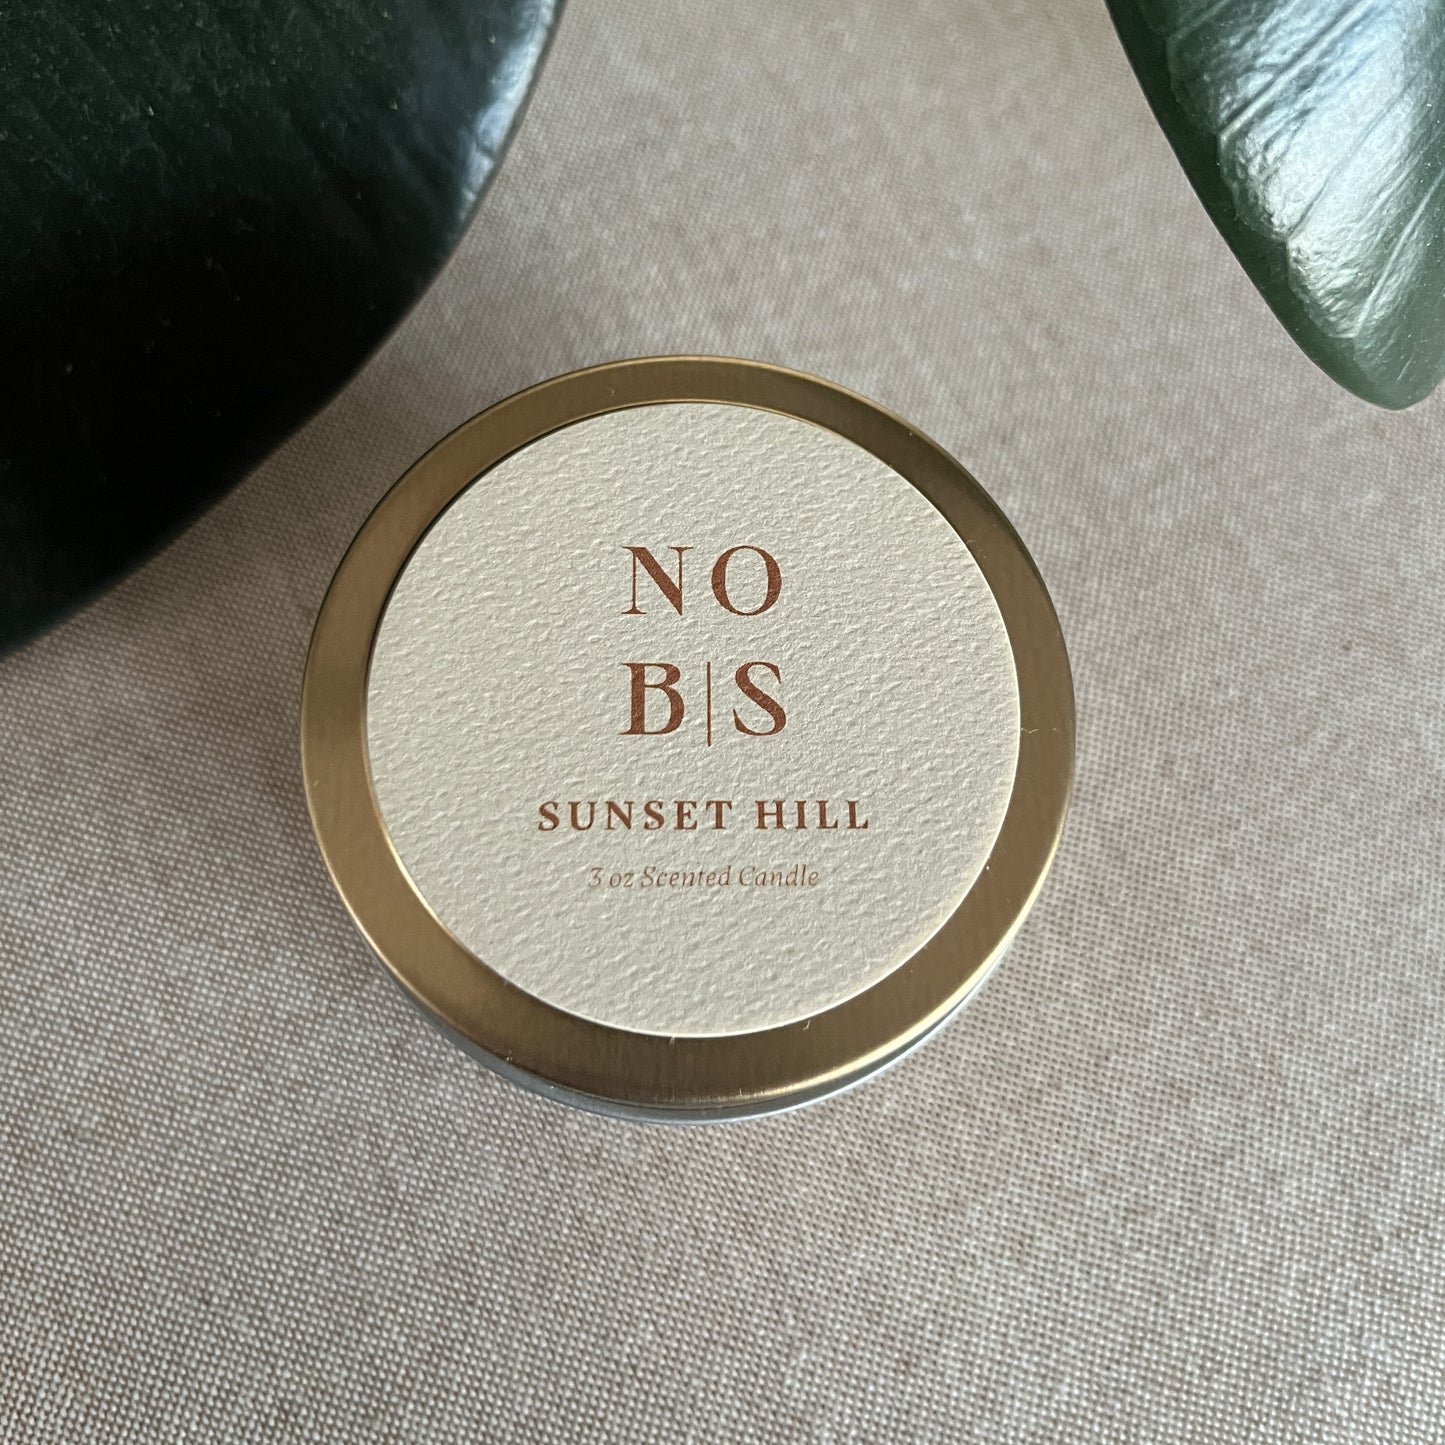 NO
B|S
SUNSET HILL
3 oz Scented Candle